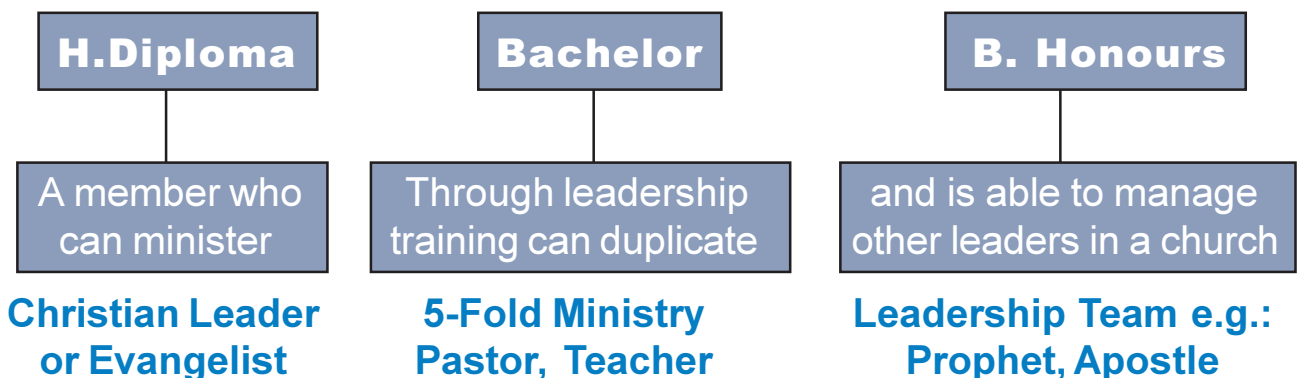 H.Diploma
A member who
can minister
Christian Leader
or Evangelist
Bachelor
Through leadership
training can duplicate
5-Fold Ministry
Pastor, Teacher
B. Honours
and is able to manage
other leaders in a church
Leadership Team e.g.:
Prophet, Apostle